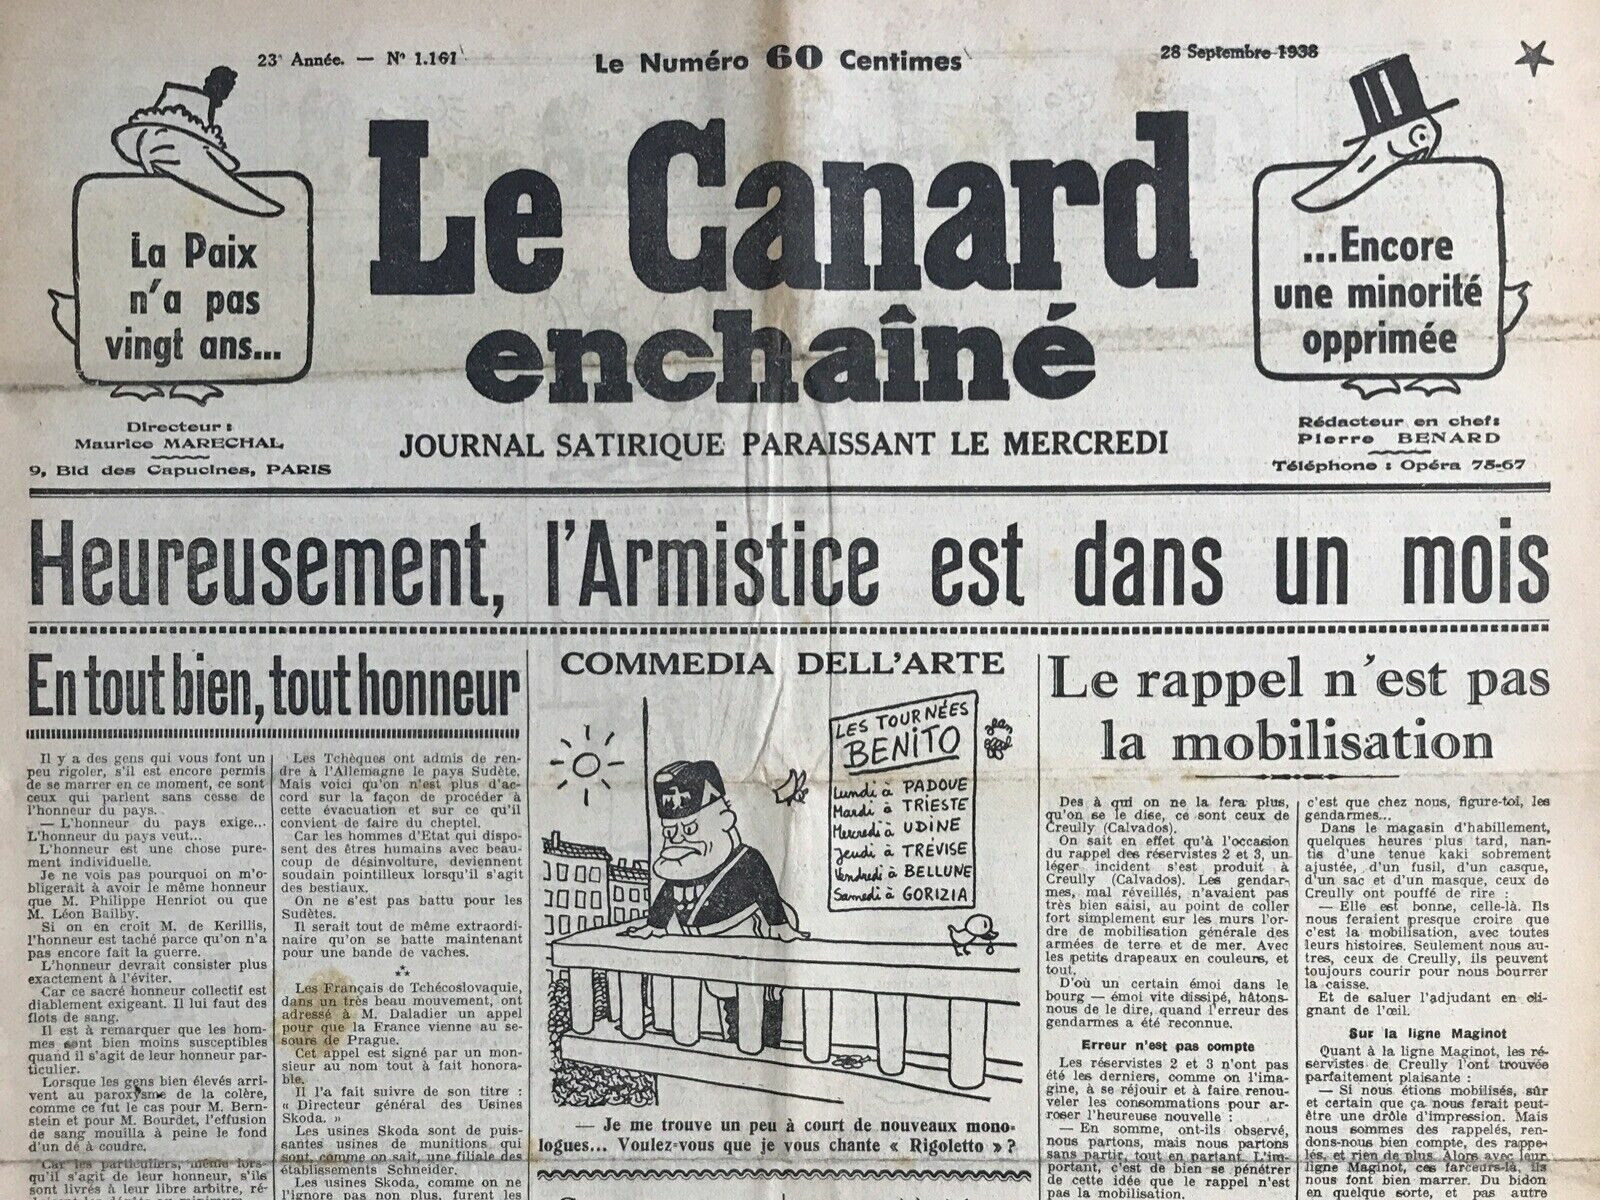 23e Année. — N° 1.161
Le Numéro 60 Centimes
28 Septembre 1938
La Paix
n'a pas
vingt ans...
Le Canard
enchaîné
...Encore
une minorité
opprimée
Directeur :
Maurice MARECHAL
9, Bld des Capucines, PARIS
JOURNAL SATIRIQUE PARAISSANT LE MERCREDI
Rédacteur en chef:
Pierre BENARD
Téléphone : Opéra 75-67
Heureusement, l'Armistice est dans un mois
En tout bien, tout honneur
Il y a des gens qui vous font un
peu rigoler, s'il est encore permis
de se marrer en ce moment, ce sont
ceux qui parlent sans cesse de
l'honneur du pays.
— L'honneur du pays exige...
L'honneur du pays veut...
L'honneur est une chose pure-
ment individuelle.
Je ne vois pas pourquoi on m'o-
bligerait à avoir le même honneur
que M. Philippe Henriot ou que
M. Léon Bailby.
Si on en croit M. de Kerillis,
l'honneur est taché parce qu'on n'a
pas encore fait la guerre.
L'honneur devrait consister plus
exactement à l'éviter.
Car ce sacré honneur collectif est
diablement exigeant. Il lui faut des
flots de sang.
Il est à remarquer que les hom-
mes sont bien moins susceptibles
quand il s'agit de leur honneur par-
ticulier.
Lorsque les gens bien élevés arri-
vent au paroxysme de la colère,
comme ce fut le cas pour M. Bern-
stein et pour M. Bourdet, l'effusion
de sang mouilla à peine le fond
d'un dé à coudre.
Car les particuliers, même lors-
qu'il s'agit de leur honneur, s'ils
sont livrés à leur libre arbitre, ré-
Les Tchèques ont admis de ren-
dre à l'Allemagne le pays Sudète.
Mais voici qu'on n'est plus d'ac-
cord sur la façon de procéder à
cette évacuation et sur ce qu'il
convient de faire du cheptel.
Car les hommes d'Etat qui dispo-
sent des êtres humains avec beau-
coup de désinvolture, deviennent
soudain pointilleux lorsqu'il s'agit
des bestiaux.
On ne s'est pas battu pour les
Sudètes.
Il serait tout de même extraordi-
naire qu'on se batte maintenant
pour une bande de vaches.
⁂
Les Français de Tchécoslovaquie,
dans un très beau mouvement, ont
adressé à M. Daladier un appel
pour que la France vienne au se-
sours de Prague.
Cet appel est signé par un mon-
sieur au nom tout à fait honora-
ble.
Il l'a fait suivre de son titre :
« Directeur général des Usines
Skoda. »
Les usines Skoda sont de puis-
santes usines de munitions qui
sont, comme on sait, une filiale des
établissements Schneider.
Les usines Skoda, comme on ne
l'ignore pas non plus, furent les
COMMEDIA DELL'ARTE
LES TOURNÉES
BENITO
Lundi à PADOUE
Mardi à TRIESTE
Mercredi à UDINE
Jeudi à TREVISE
Vendredi à BELLUNE
Samedi à GORIZIA
— Je me trouve un peu à court de nouveaux mono-
logues... Voulez-vous que je vous chante « Rigoletto » ?
Le rappel n'est pas
la mobilisation
Des à qui on ne la fera plus,
qu'on se le dise, ce sont ceux de
Creully (Calvados).
On sait en effet qu'à l'occasion
du rappel des réservistes 2 et 3, un
léger incident s'est produit à
Creully (Calvados). Les gendar-
mes, mal réveillés, n'avaient pas
très bien saisi, au point de coller
fort simplement sur les murs l'or-
dre de mobilisation générale des
armées de terre et de mer. Avec
les petits drapeaux en couleurs, et
tout.
D'où un certain émoi dans le
bourg — émoi vite dissipé, hâtons-
nous de le dire, quand l'erreur des
gendarmes a été reconnue.
Erreur n'est pas compte
Les réservistes 2 et 3 n'ont pas
été les derniers, comme on l'ima-
gine, à se réjouir et à faire renou-
veler les consommations pour ar-
roser l'heureuse nouvelle :
— En somme, ont-ils observé,
nous partons, mais nous partons
sans partir, tout en partant. L'im-
portant, c'est de bien se pénétrer
de cette idée que le rappel n'est
pas la mobilisation.
c'est que chez nous, figure-toi, les
gendarmes...
Dans le magasin d'habillement,
quelques heures plus tard, nan-
tis d'une tenue kaki sobrement
ajustée, d'un fusil, d'un casque,
d'un sac et d'un masque, ceux de
Creully ont pouffé de rire :
— Elle est bonne, celle-là. Ils
nous feraient presque croire que
c'est la mobilisation, avec toutes
leurs histoires. Seulement nous au-
tres, ceux de Creully, ils peuvent
toujours courir pour nous bourrer
la caisse.
Et de saluer l'adjudant en cli-
gnant de l'œil.
Sur la ligne Maginot
Quant à la ligne Maginot, les ré-
servistes de Creully l'ont trouvée
parfaitement plaisante :
— Si nous étions mobilisés, sûr
et certain que ça nous ferait peut-
être une drôle d'impression. Mais
nous sommes des rappelés, ren-
dons-nous bien compte, des rappe-
lés, et rien de plus. Alors avec leur
ligne Maginot, ces farceurs-là, ils
nous font bien marrer. Du bidon
en quelque sorte, et pas autre